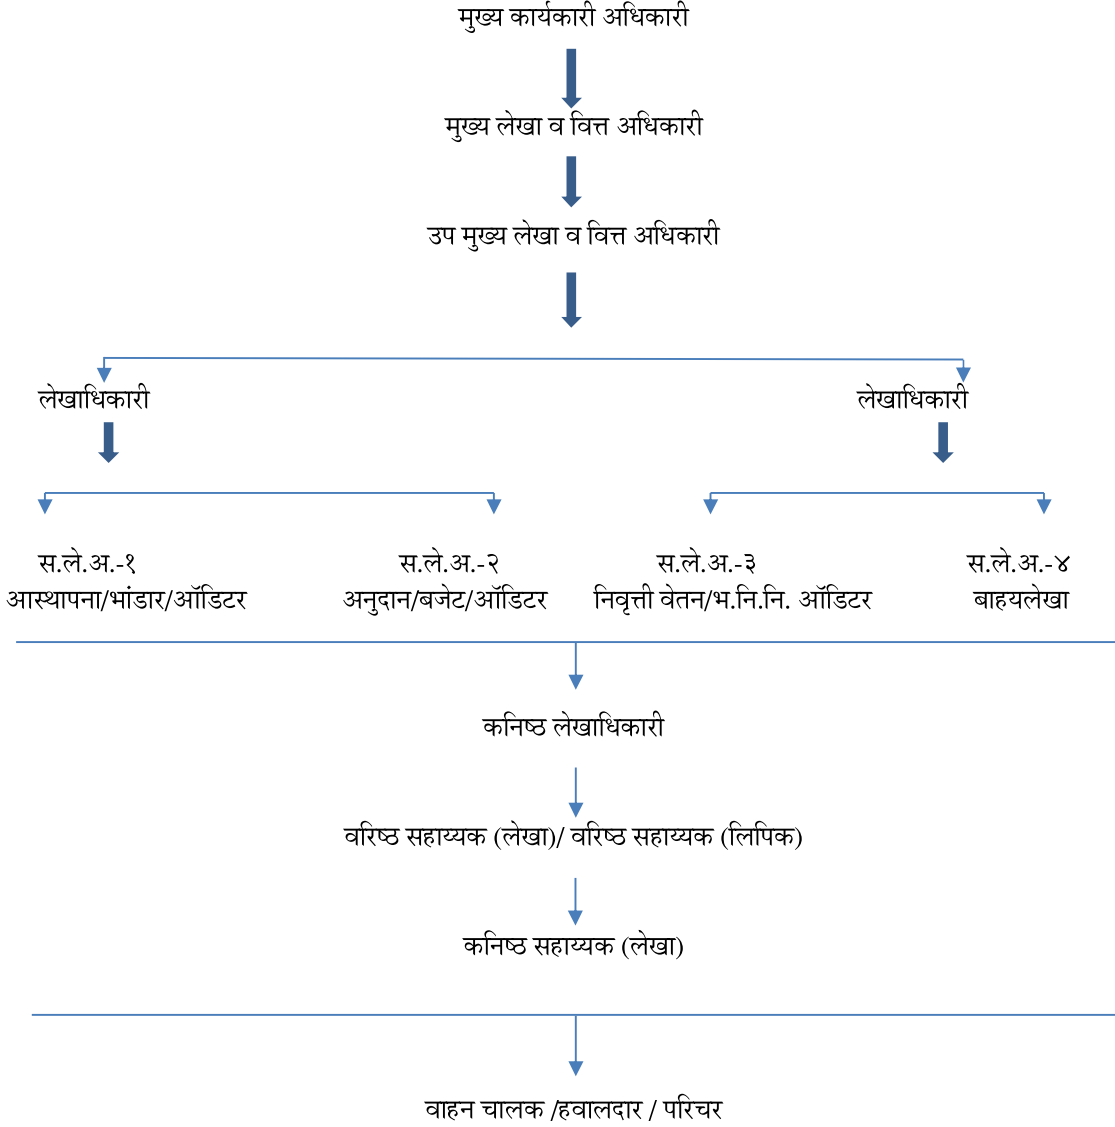 मुख्य कार्यकारी अधिकारी
मुख्य लेखा व वित्त अधिकारी
उप मुख्य लेखा व वित्त अधिकारी
लेखाधिकारी लेखाधिकारी
स.ले.अ.-१ स.ले.अ.-२ स.ले.अ.-३ स.ले.अ.-४
आस्थापना/भांडार/ऑडिटर अनुदान/बजेट/ऑडिटर निवृत्ती वेतन/भ.नि.नि. ऑडिटर बाहयलेखा
कनिष्ठ लेखाधिकारी
वरिष्ठ सहाय्यक (लेखा)/ वरिष्ठ सहाय्यक (लिपिक)
कनिष्ठ सहाय्यक (लेखा)
वाहन चालक /हवालदार / परिचर